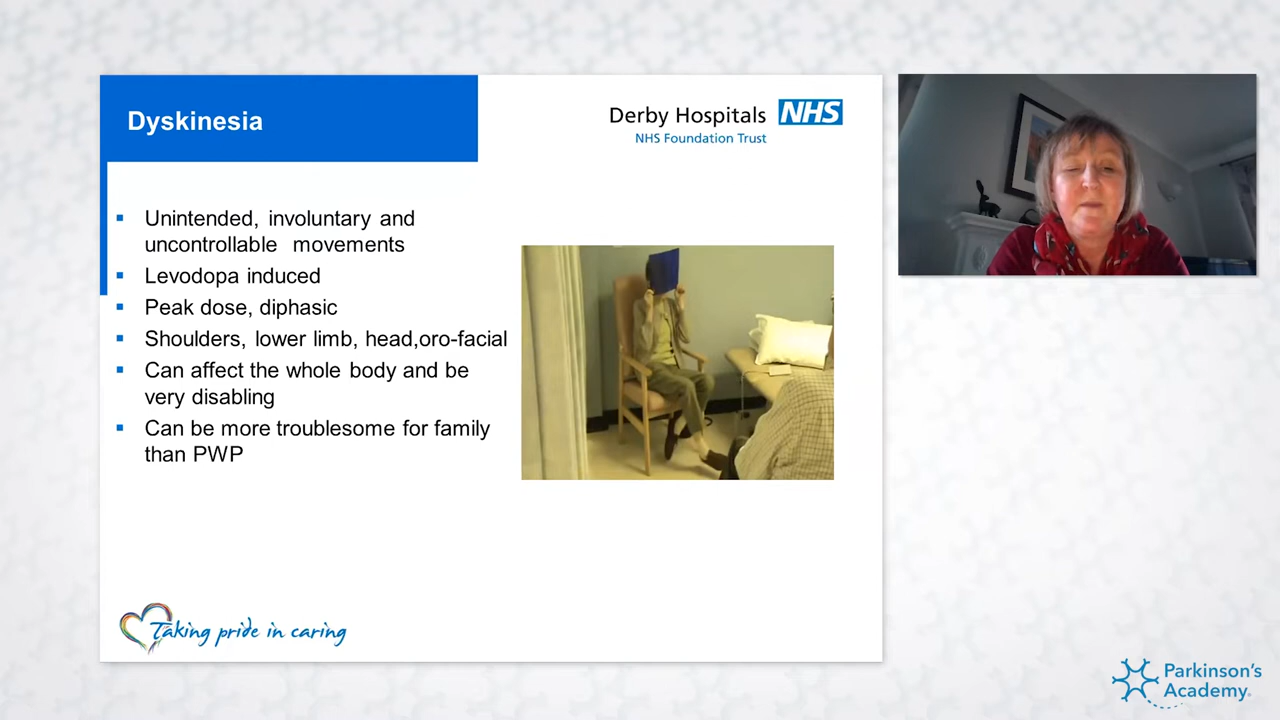 Dyskinesia
Derby Hospitals NHS
NHS Foundation Trust
Unintended, involuntary and
uncontrollable movements
Levodopa induced
Peak dose, diphasic
Shoulders, lower limb, head,oro-facial
Can affect the whole body and be
very disabling
Can be more troublesome for family
than PWP
Taking pride in caring
Parkinson's
Academy